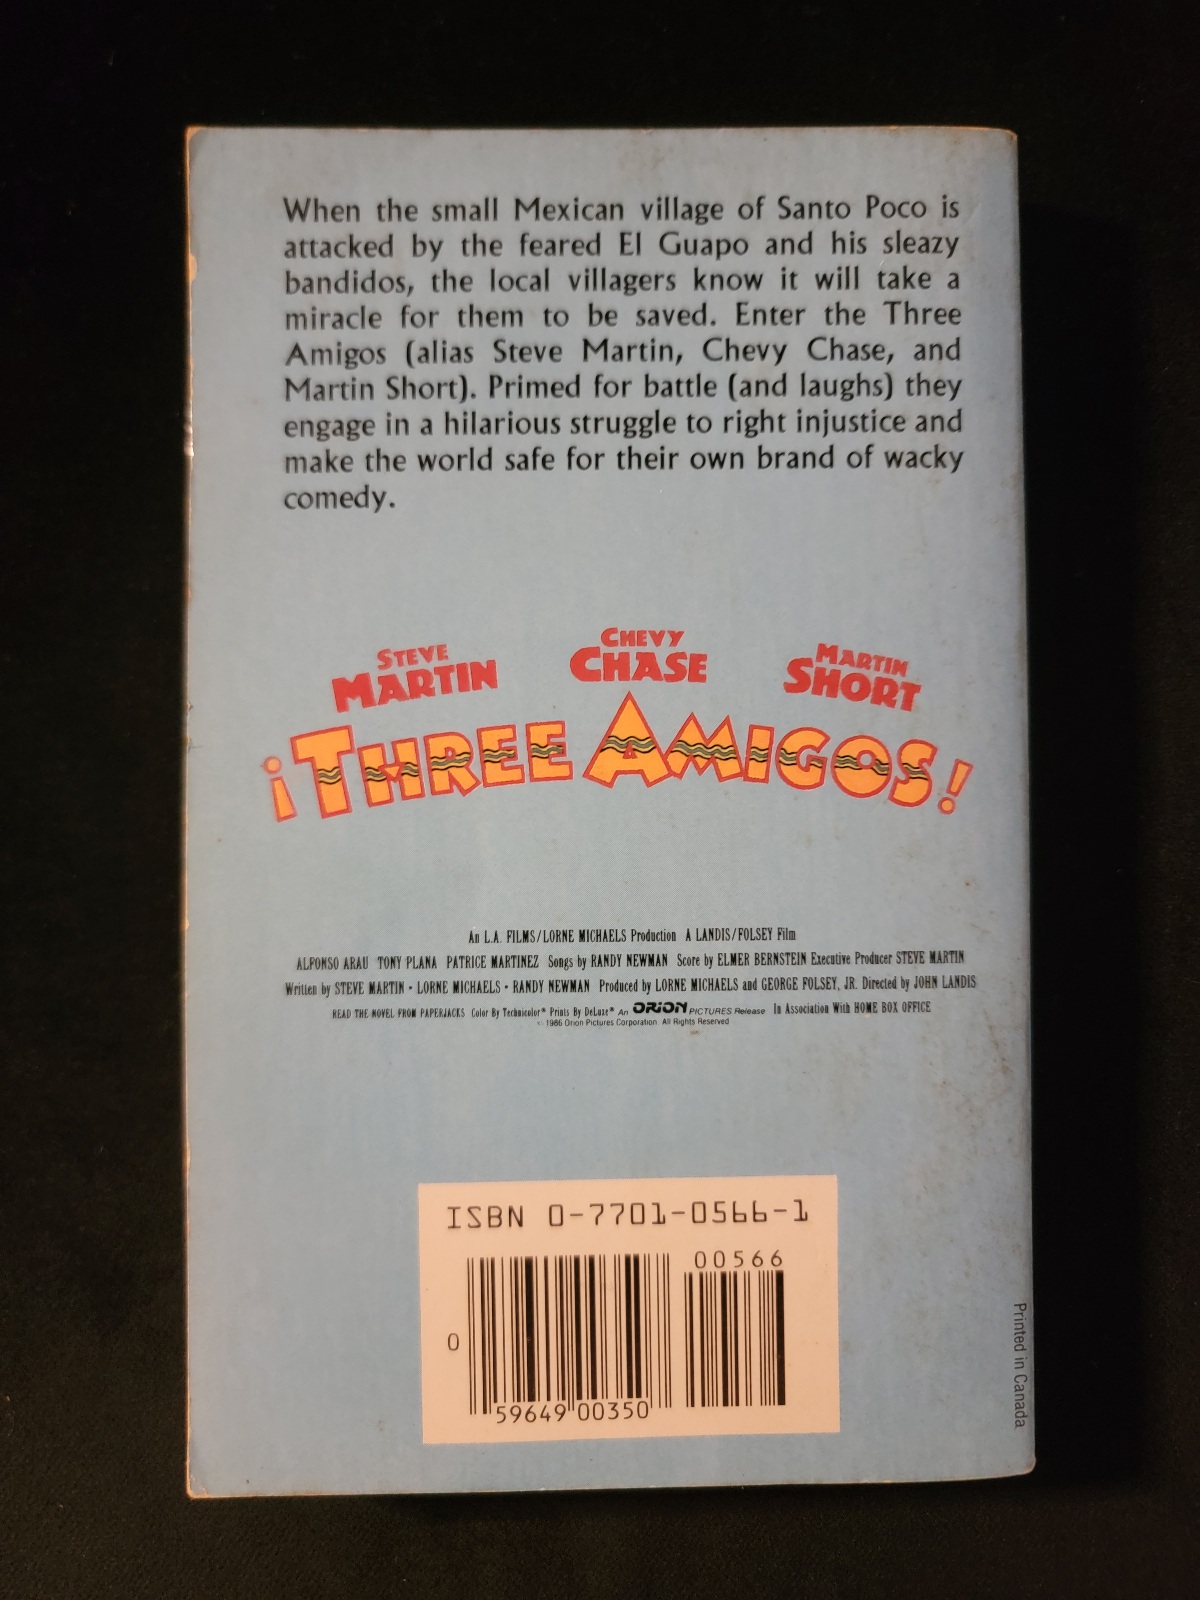 When the small Mexican village of Santo Poco is
attacked by the feared El Guapo and his sleazy
bandidos, the local villagers know it will take a
miracle for them to be saved. Enter the Three
Amigos (alias Steve Martin, Chevy Chase, and
Martin Short). Primed for battle (and laughs) they
engage in a hilarious struggle to right injustice and
make the world safe for their own brand of wacky
comedy.
STEVE MARTIN
CHEVY CHASE
MARTIN SHORT
¡THREE AMIGOS!
An L.A. FILMS/LORNE MICHAELS Production A LANDIS/FOLSEY Film
ALFONSO ARAU TONY PLANA PATRICE MARTINEZ Songs by RANDY NEWMAN Score by ELMER BERNSTEIN Executive Producer STEVE MARTIN
Written by STEVE MARTIN • LORNE MICHAELS • RANDY NEWMAN Produced by LORNE MICHAELS and GEORGE FOLSEY, JR. Directed by JOHN LANDIS
READ THE NOVEL FROM PAPERJACKS Color By Technicolor® Prints By DeLuxe® An ORION PICTURES Release In Association With HOME BOX OFFICE
© 1986 Orion Pictures Corporation. All Rights Reserved
ISBN 0-7701-0566-1
00566
0 59649 00350
Printed in Canada